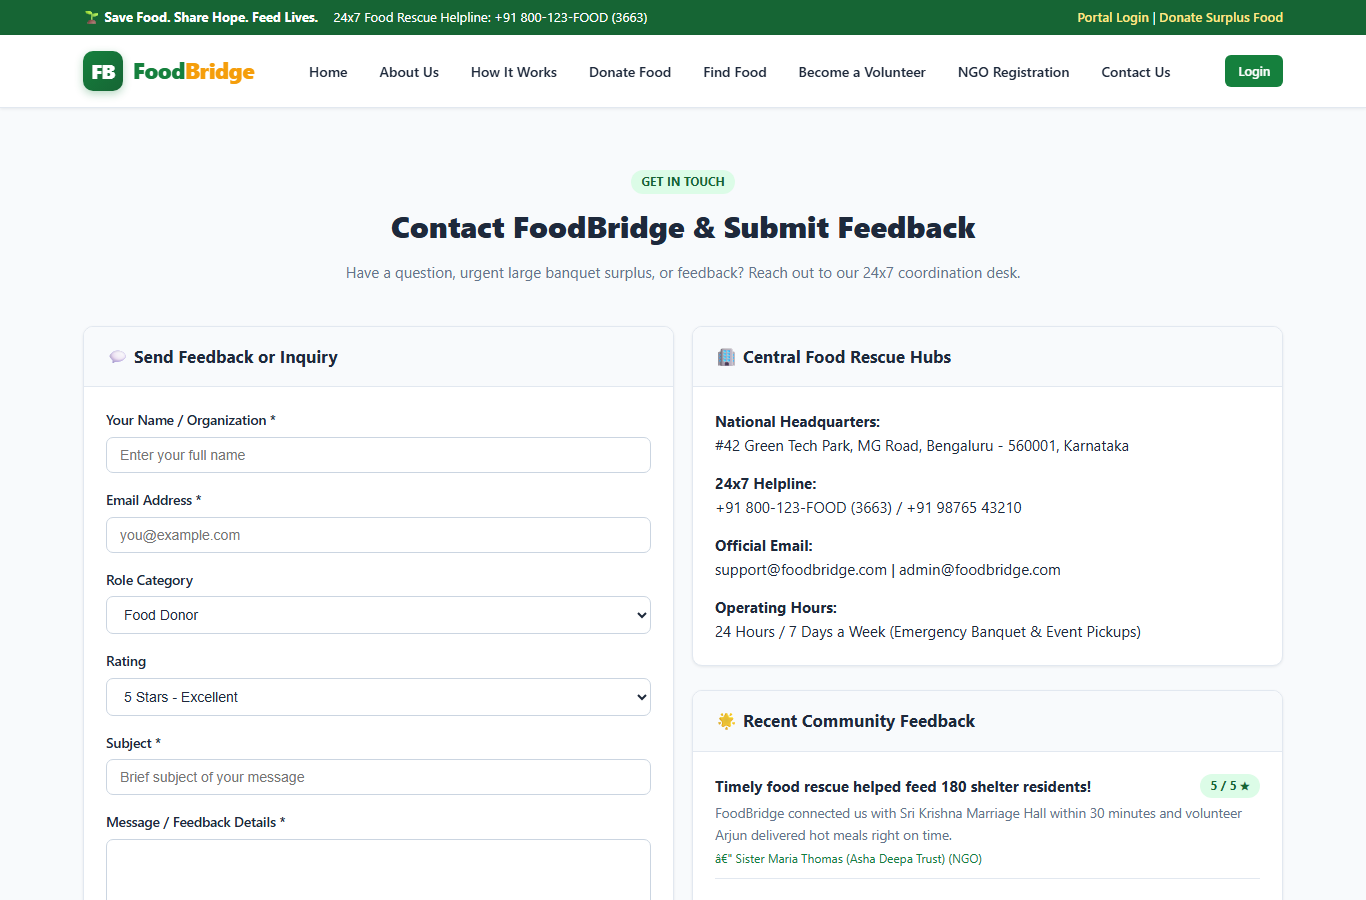 Save Food. Share Hope. Feed Lives.
24x7 Food Rescue Helpline: +91 800-123-FOOD (3663)
Portal Login | Donate Surplus Food
FB
FoodBridge
Home
About Us
How It Works
Donate Food
Find Food
Become a Volunteer
NGO Registration
Contact Us
Login
GET IN TOUCH
Contact FoodBridge & Submit Feedback
Have a question, urgent large banquet surplus, or feedback? Reach out to our 24x7 coordination desk.
Send Feedback or Inquiry
Your Name / Organization *
Enter your full name
Email Address *
you@example.com
Role Category
Food Donor
Rating
5 Stars - Excellent
Subject *
Brief subject of your message
Message / Feedback Details *
Central Food Rescue Hubs
National Headquarters:
#42 Green Tech Park, MG Road, Bengaluru - 560001, Karnataka
24x7 Helpline:
+91 800-123-FOOD (3663) / +91 98765 43210
Official Email:
support@foodbridge.com | admin@foodbridge.com
Operating Hours:
24 Hours / 7 Days a Week (Emergency Banquet & Event Pickups)
Recent Community Feedback
Timely food rescue helped feed 180 shelter residents!
5 / 5 ★
FoodBridge connected us with Sri Krishna Marriage Hall within 30 minutes and volunteer
Arjun delivered hot meals right on time.
â€" Sister Maria Thomas (Asha Deepa Trust) (NGO)